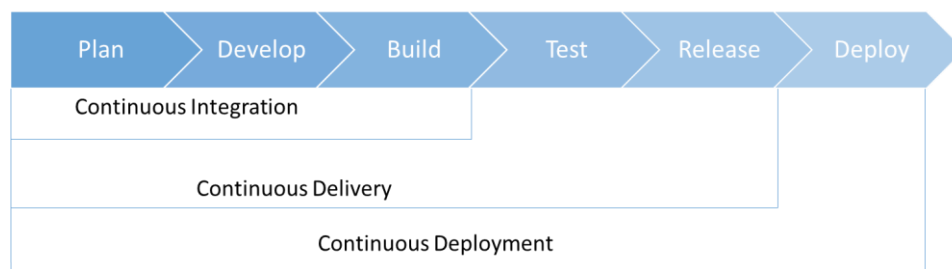 Plan Develop Build Test Release Deploy
Continuous Integration
Continuous Delivery
Continuous Deployment